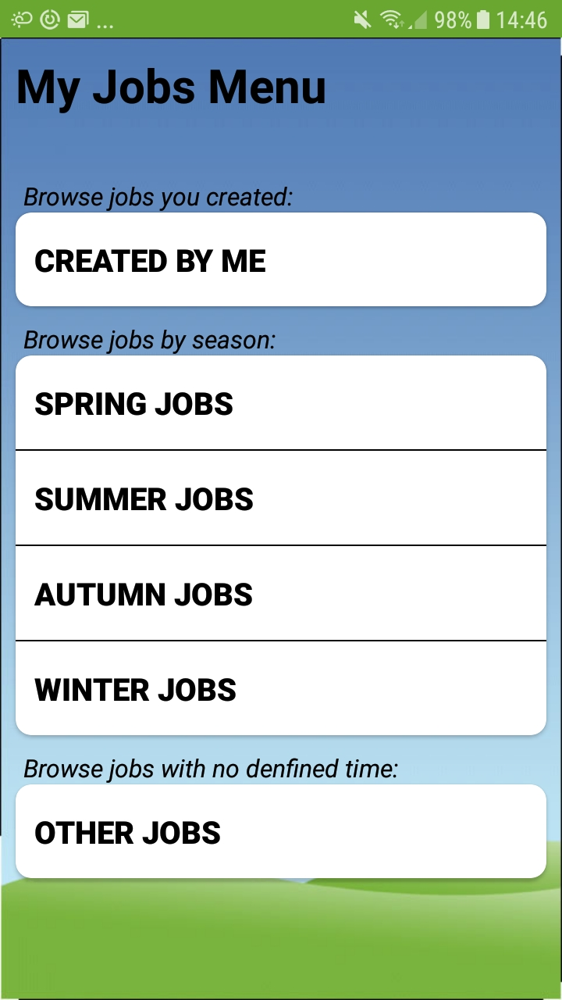 ... 98% 14:46
My Jobs Menu
Browse jobs you created:
CREATED BY ME
Browse jobs by season:
SPRING JOBS
SUMMER JOBS
AUTUMN JOBS
WINTER JOBS
Browse jobs with no denfined time:
OTHER JOBS